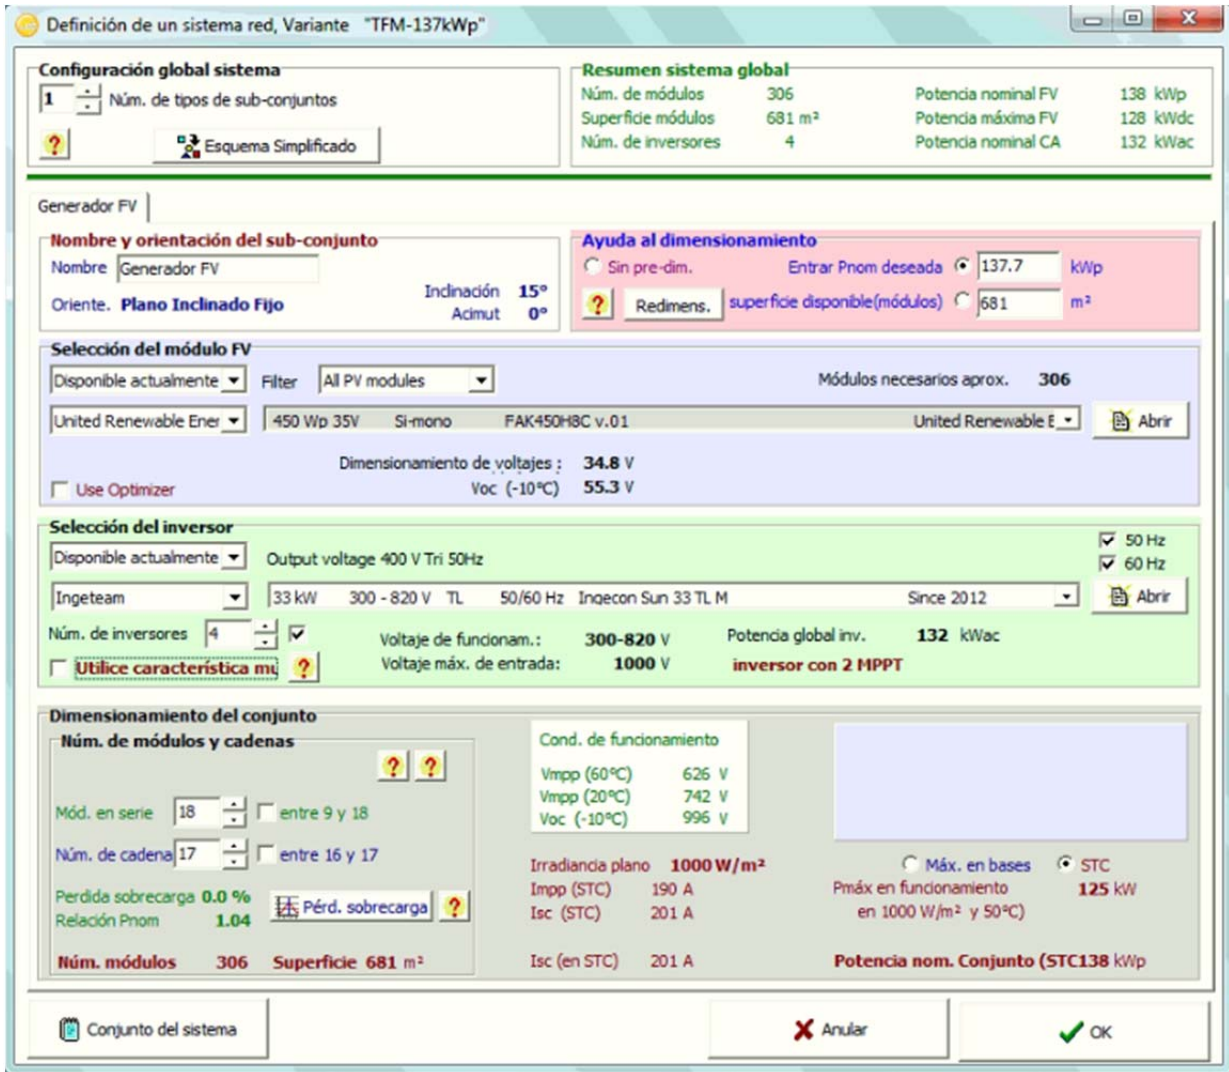 Definición de un sistema red, Variante "TFM-137kWp"
Configuración global sistema
1 Núm. de tipos de sub-conjuntos
? Esquema Simplificado
Resumen sistema global
Núm. de módulos 306 Potencia nominal FV 138 kWp
Superficie módulos 681 m² Potencia máxima FV 128 kWdc
Núm. de inversores 4 Potencia nominal CA 132 kWac
Generador FV
Nombre y orientación del sub-conjunto
Nombre Generador FV
Oriente. Plano Inclinado Fijo Inclinación 15°
Acimut 0°
Ayuda al dimensionamiento
Sin pre-dim. Entrar Pnom deseada 137.7 kWp
? Redimens. superficie disponible(módulos) 681 m²
Selección del módulo FV
Disponible actualmente Filter All PV modules Módulos necesarios aprox. 306
United Renewable Ener 450 Wp 35V Si-mono FAK450H8C v.01 United Renewable E Abrir
Dimensionamiento de voltajes : 34.8 V
Use Optimizer Voc (-10°C) 55.3 V
Selección del inversor
Disponible actualmente Output voltage 400 V Tri 50Hz 50 Hz
60 Hz
Ingeteam 33 kW 300 - 820 V TL 50/60 Hz Ingecon Sun 33 TL M Since 2012 Abrir
Núm. de inversores 4 Voltaje de funcionam.: 300-820 V Potencia global inv. 132 kWac
Utilice característica mu ? Voltaje máx. de entrada: 1000 V inversor con 2 MPPT
Dimensionamiento del conjunto
Núm. de módulos y cadenas
? ?
Mód. en serie 18 entre 9 y 18
Núm. de cadena 17 entre 16 y 17
Perdida sobrecarga 0.0 %
Relación Pnom 1.04
Pérd. sobrecarga ?
Núm. módulos 306 Superficie 681 m²
Cond. de funcionamiento
Vmpp (60°C) 626 V
Vmpp (20°C) 742 V
Voc (-10°C) 996 V
Irradiancia plano 1000 W/m²
Impp (STC) 190 A
Isc (STC) 201 A
Isc (en STC) 201 A
Máx. en bases STC
Pmáx en funcionamiento 125 kW
en 1000 W/m² y 50°C)
Potencia nom. Conjunto (STC138 kWp
Conjunto del sistema Anular OK